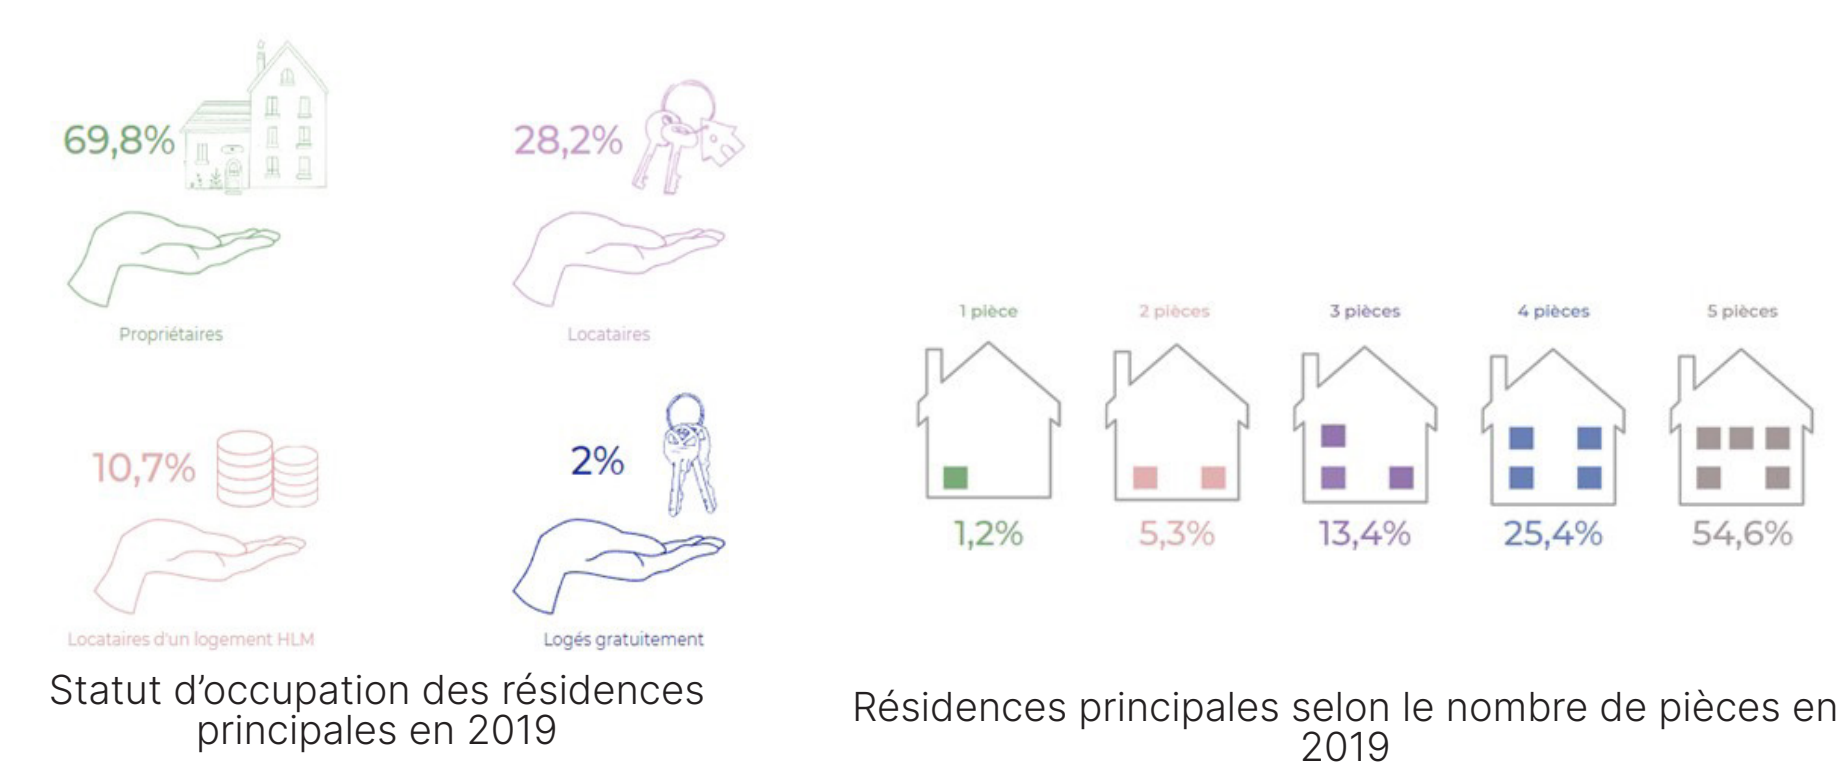 69,8%
Propriétaires
28,2%
Locataires
10,7%
Locataires d'un logement HLM
2%
Logés gratuitement
Statut d’occupation des résidences
principales en 2019
1 pièce
2 pièces
3 pièces
4 pièces
5 pièces
1,2%
5,3%
13,4%
25,4%
54,6%
Résidences principales selon le nombre de pièces en
2019